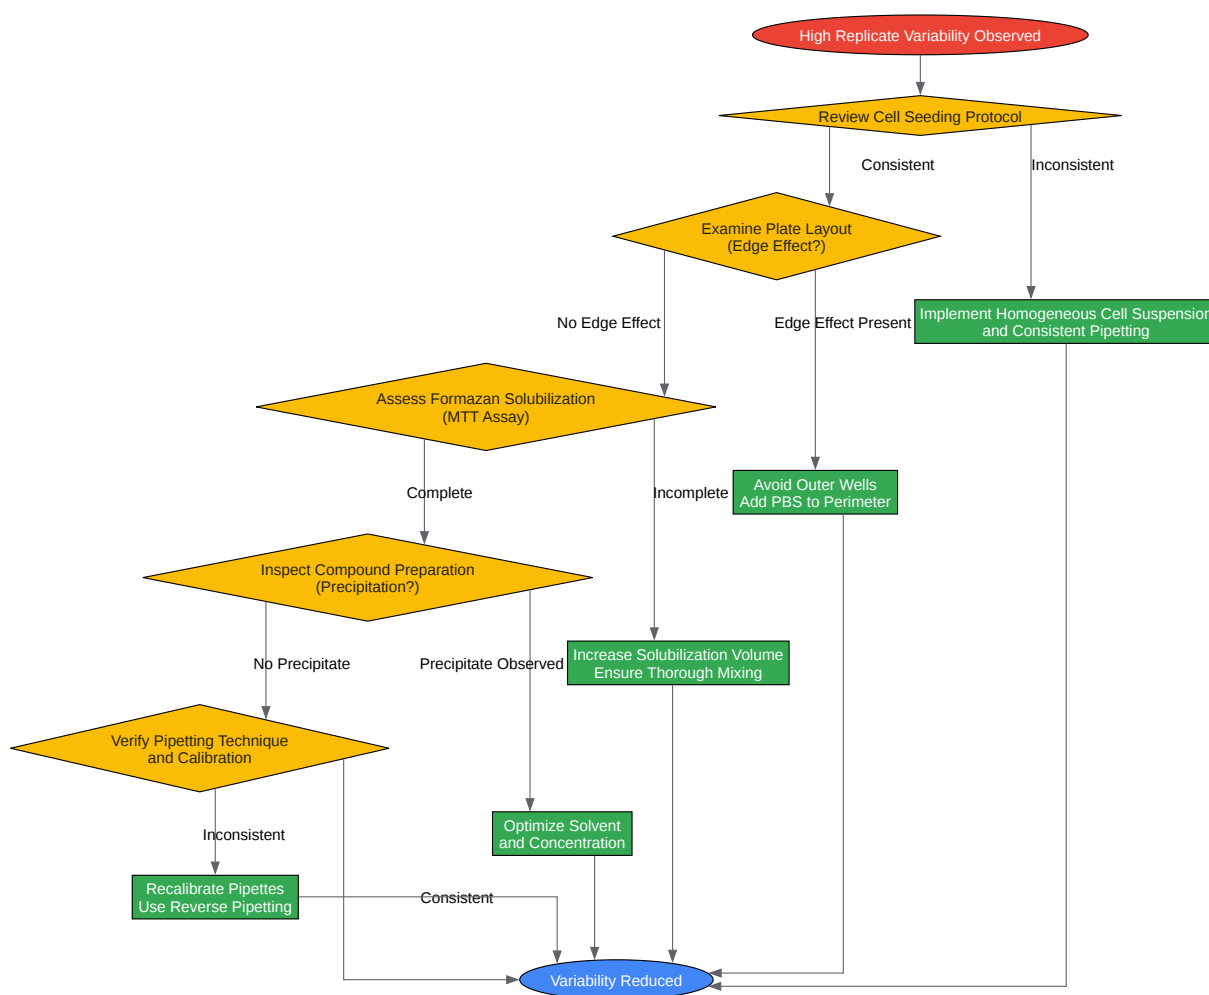 High Replicate Variability Observed
Review Cell Seeding Protocol
Consistent
Inconsistent
Examine Plate Layout
(Edge Effect?)
No Edge Effect
Edge Effect Present
Implement Homogeneous Cell Suspension
and Consistent Pipetting
Assess Formazan Solubilization
(MTT Assay)
Complete
Incomplete
Avoid Outer Wells
Add PBS to Perimeter
Inspect Compound Preparation
(Precipitation?)
No Precipitate
Precipitate Observed
Increase Solubilization Volume
Ensure Thorough Mixing
Verify Pipetting Technique
and Calibration
Inconsistent
Optimize Solvent
and Concentration
Recalibrate Pipettes
Use Reverse Pipetting
Consistent
Variability Reduced